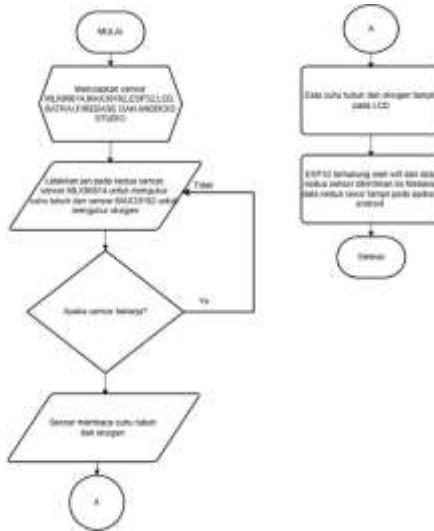 MULAI
Menyiapkan sensor
MLX90614,MAX30102,ESP32,LCD,
BATRAI,FIREBASE DAN ANDROID
STUDIO
Letakkan jari pada kedua sensor
sensor MLX90614 untuk mengukur
suhu tubuh dan sensor MAX30102 untuk
mengukur oksigen
Tidak
Apaka sensor bekerja?
Ya
Sensor membaca suhu tubuh
dan oksigen
A
A
Data suhu tubuh dan oksigen tampil
pada LCD
ESP32 terhubung oleh wifi dan data
kedua sensor dikirimkan ke firebase
data kedua sensor tampil pada aplikasi
android
Selesai